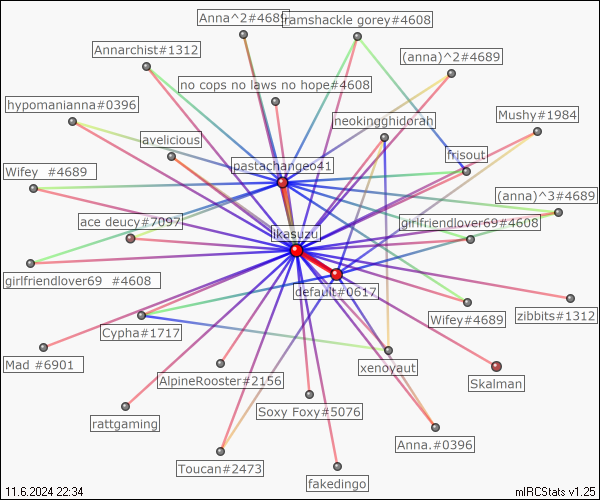 Anna^2#4689
ramshackle gorey#4608
Annarchist#1312
(anna)^2#4689
no cops no laws no hope#4608
hypomanianna#0396
neokingghidorah
Mushy#1984
avelicious
frisout
pastachangeo41
Wifey #4689
(anna)^3#4689
ace deucy#7097
girlfriendlover69#4608
ikasuzu
girlfriendlover69 #4608
default#0617
Wifey#4689
zibbits#1312
Cypha#1717
Mad #6901
xenoyaut
AlpineRooster#2156
Skalman
Soxy Foxy#5076
rattgaming
Anna.#0396
Toucan#2473
fakedingo
11.6.2024 22:34
mIRCStats v1.25